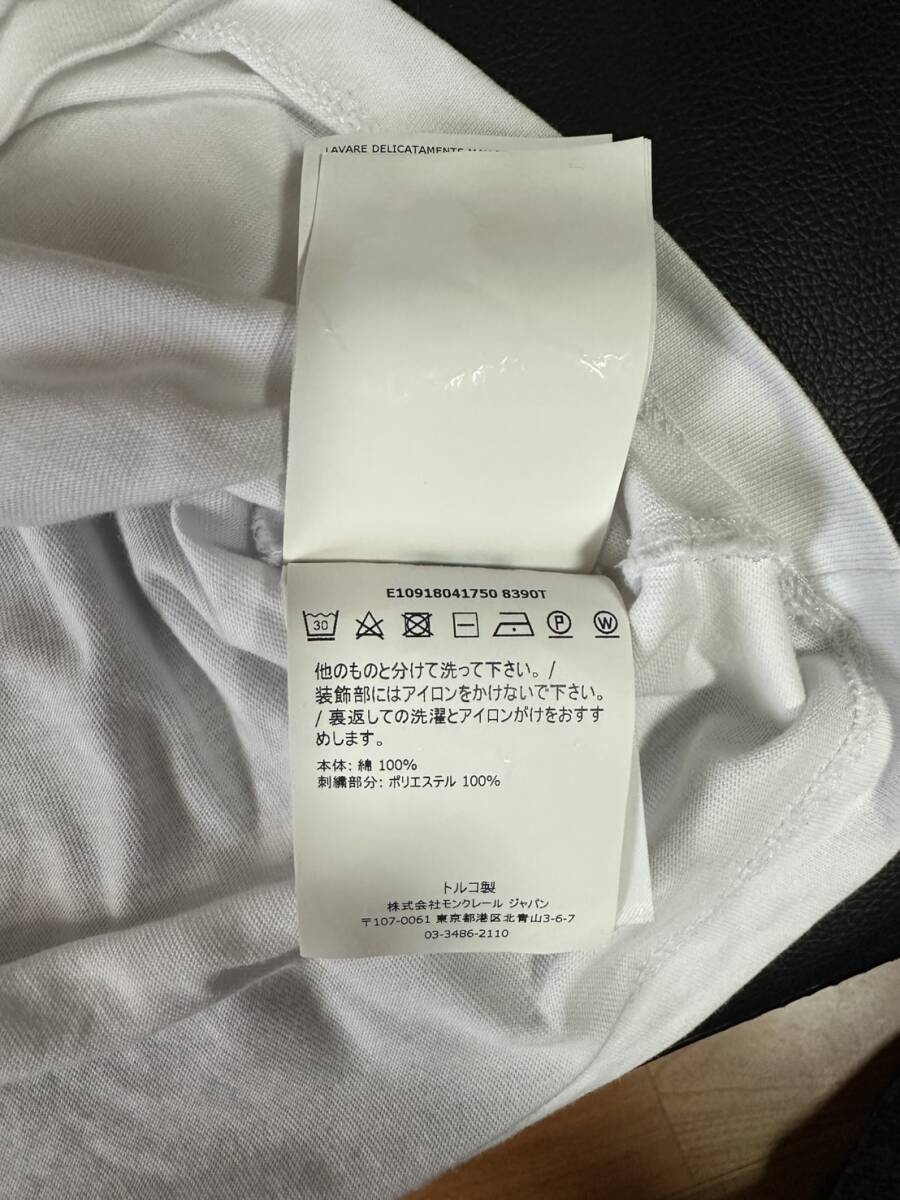 LAVARE DELICATAMENTE
E10918041750 8390T
30 P W
他のものと分けて洗って下さい。/
装飾部にはアイロンをかけないで下さい。
/ 裏返しての洗濯とアイロンがけをおすす
めします。
本体: 綿 100%
刺繍部分: ポリエステル 100%
トルコ製
株式会社モンクレール ジャパン
〒107-0061 東京都港区北青山3-6-7
03-3486-2110